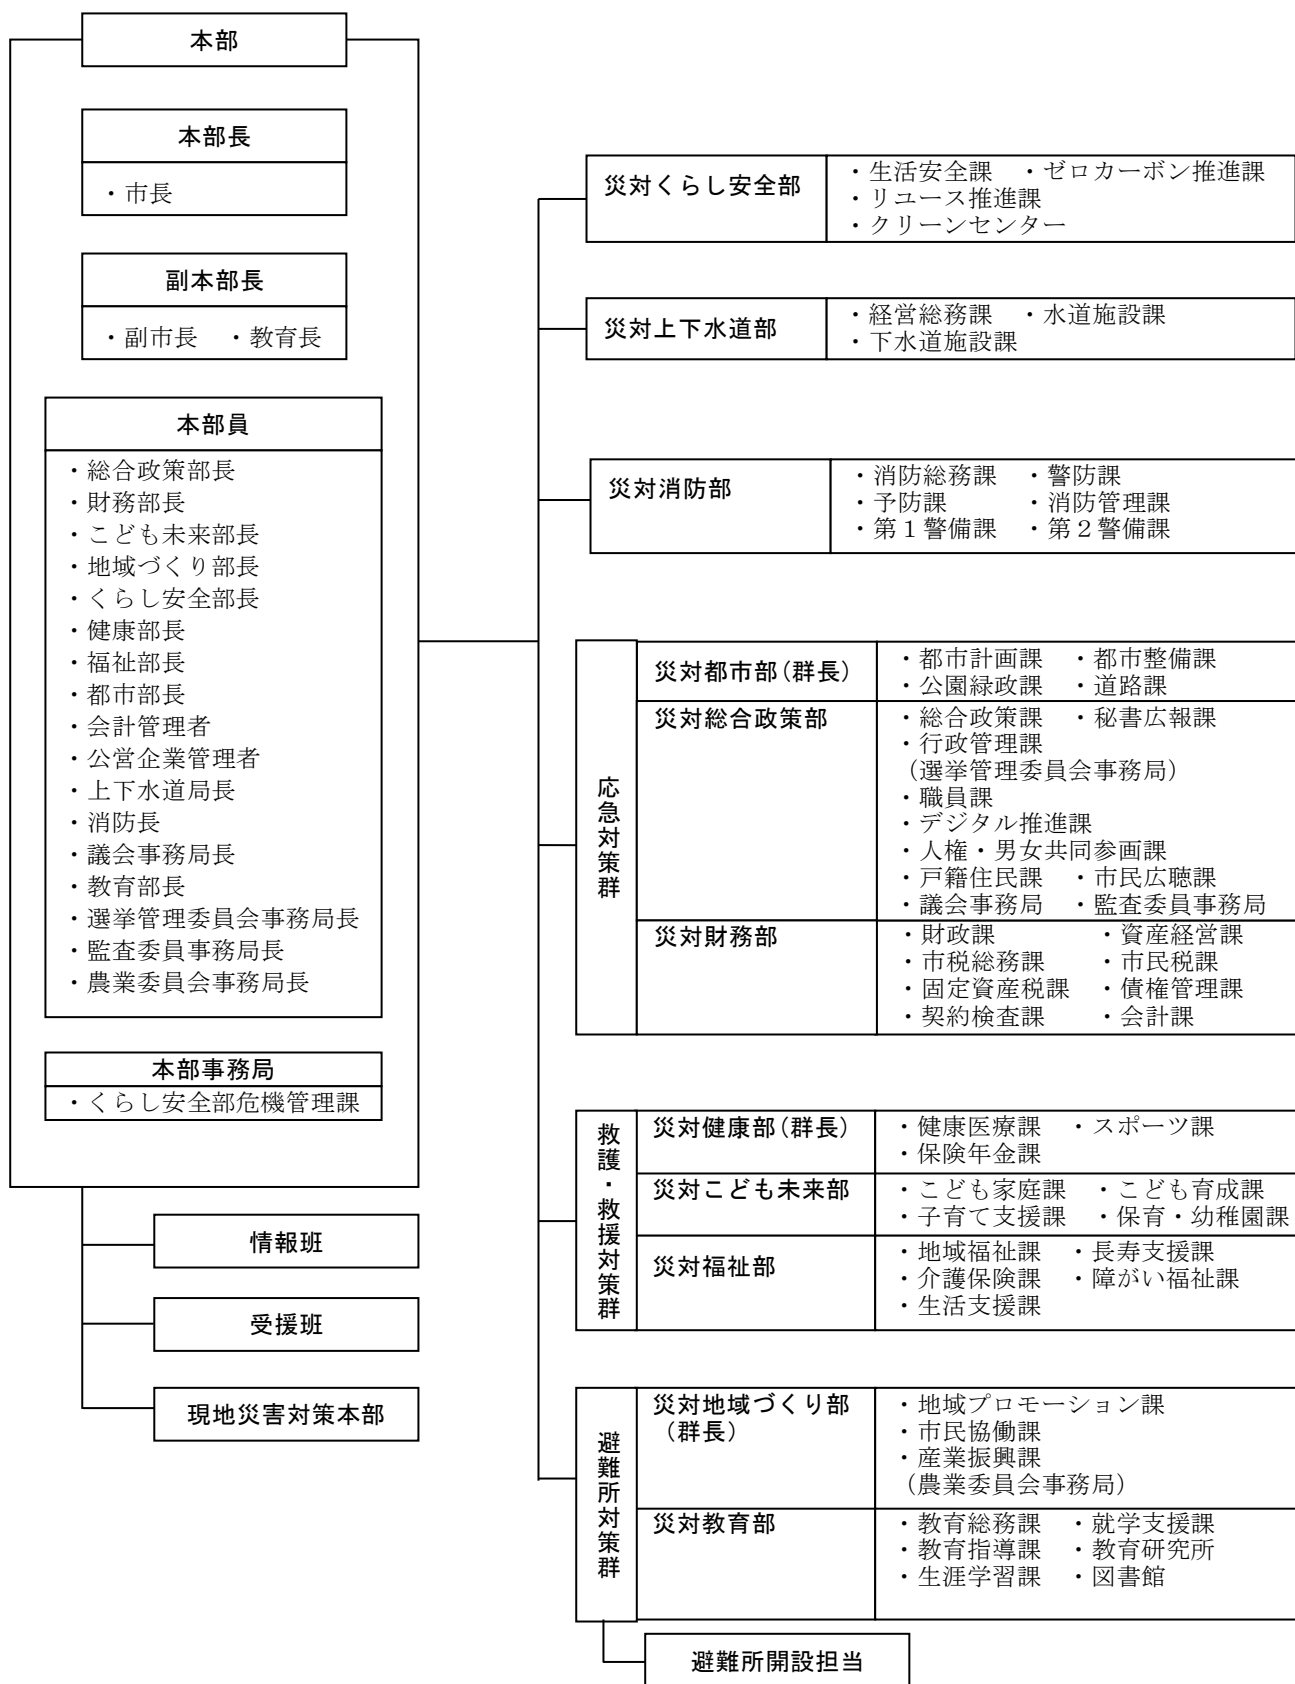 本部
本部長
・市長
副本部長
・副市長　・教育長
本部員
・総合政策部長
・財務部長
・こども未来部長
・地域づくり部長
・くらし安全部長
・健康部長
・福祉部長
・都市部長
・会計管理者
・公営企業管理者
・上下水道局長
・消防長
・議会事務局長
・教育部長
・選挙管理委員会事務局長
・監査委員事務局長
・農業委員会事務局長
本部事務局
・くらし安全部危機管理課
情報班
受援班
現地災害対策本部
災対くらし安全部
・生活安全課　・ゼロカーボン推進課
・リユース推進課
・クリーンセンター
災対上下水道部
・経営総務課　・水道施設課
・下水道施設課
災対消防部
・消防総務課　・警防課
・予防課　・消防管理課
・第１警備課　・第２警備課
応急対策群
災対都市部（群長）
・都市計画課　・都市整備課
・公園緑政課　・道路課
災対総合政策部
・総合政策課　・秘書広報課
・行政管理課
（選挙管理委員会事務局）
・職員課
・デジタル推進課
・人権・男女共同参画課
・戸籍住民課　・市民広聴課
・議会事務局　・監査委員事務局
災対財務部
・財政課　・資産経営課
・市税総務課　・市民税課
・固定資産税課　・債権管理課
・契約検査課　・会計課
救護・救援対策群
災対健康部（群長）
・健康医療課　・スポーツ課
・保険年金課
災対こども未来部
・こども家庭課　・こども育成課
・子育て支援課　・保育・幼稚園課
災対福祉部
・地域福祉課　・長寿支援課
・介護保険課　・障がい福祉課
・生活支援課
避難所対策群
災対地域づくり部
（群長）
・地域プロモーション課
・市民協働課
・産業振興課
（農業委員会事務局）
災対教育部
・教育総務課　・就学支援課
・教育指導課　・教育研究所
・生涯学習課　・図書館
避難所開設担当